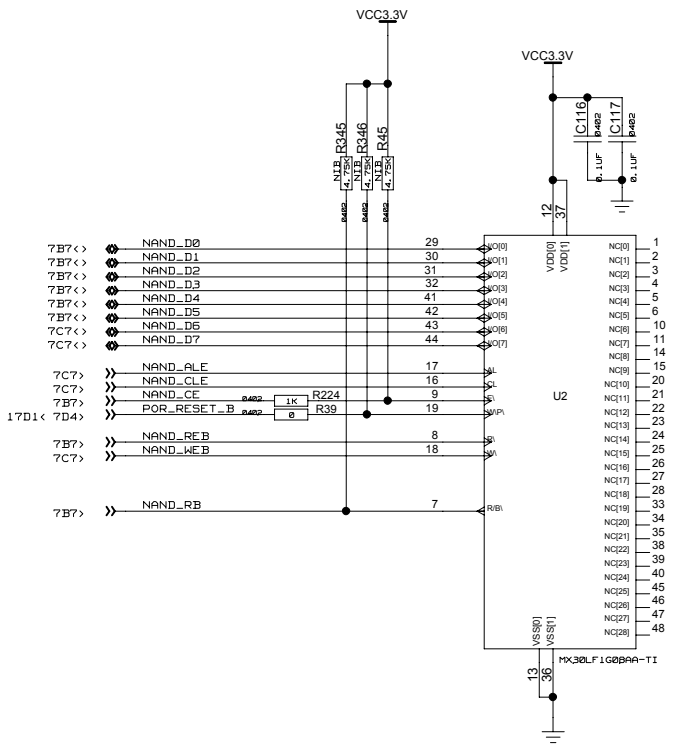 VCC3.3V
VCC3.3V
R345
R346
R45
NIB
NIB
NIB
4.75K
4.75K
4.75K
0402
0402
0402
C116
0402
0.1UF
C117
0402
0.1UF
12
37
VDD[0]
VDD[1]
7B7<> NAND_D0 29 I/O[0]
7B7<> NAND_D1 30 I/O[1]
7B7<> NAND_D2 31 I/O[2]
7B7<> NAND_D3 32 I/O[3]
7B7<> NAND_D4 41 I/O[4]
7B7<> NAND_D5 42 I/O[5]
7C7<> NAND_D6 43 I/O[6]
7C7<> NAND_D7 44 I/O[7]
7C7> NAND_ALE 17 AL
7C7> NAND_CLE 16 CL
7B7> NAND_CE 0402 1K R224 9 E\
17D1< 7D4> POR_RESET_B 0402 0 R39 19 W\P\
7B7> NAND_REB 8 R\
7C7> NAND_WEB 18 W\
7B7> NAND_RB 7 R/B\
U2
NC[0] 1
NC[1] 2
NC[2] 3
NC[3] 4
NC[4] 5
NC[5] 6
NC[6] 10
NC[7] 11
NC[8] 14
NC[9] 15
NC[10] 20
NC[11] 21
NC[12] 22
NC[13] 23
NC[14] 24
NC[15] 25
NC[16] 26
NC[17] 27
NC[18] 28
NC[19] 33
NC[20] 34
NC[21] 35
NC[22] 38
NC[23] 39
NC[24] 40
NC[25] 45
NC[26] 46
NC[27] 47
NC[28] 48
VSS[0]
VSS[1]
13
36
MX30LF1G08AA-TI